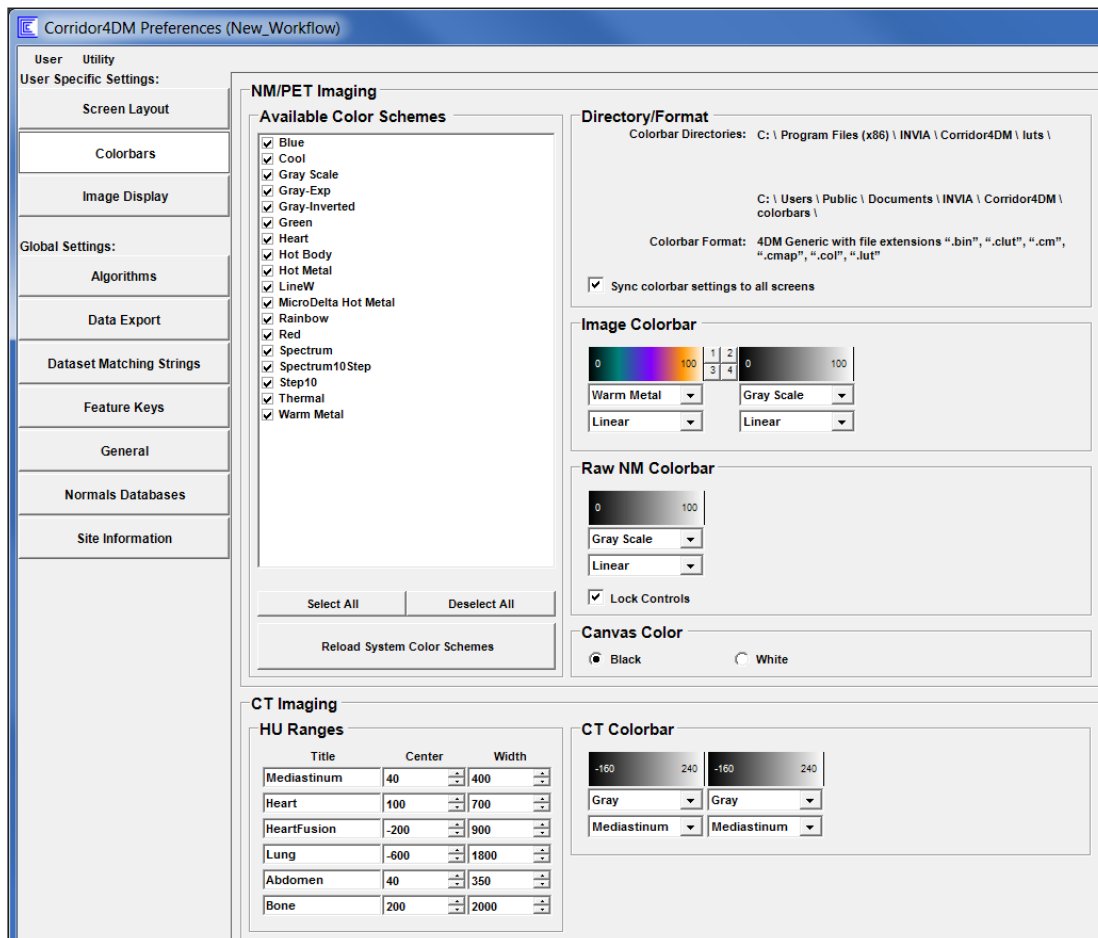 Corridor4DM Preferences (New_Workflow)
User Utility
User Specific Settings:
Screen Layout
Colorbars
Image Display
Global Settings:
Algorithms
Data Export
Dataset Matching Strings
Feature Keys
General
Normals Databases
Site Information
NM/PET Imaging
Available Color Schemes
Blue
Cool
Gray Scale
Gray-Exp
Gray-Inverted
Green
Heart
Hot Body
Hot Metal
LineW
MicroDelta Hot Metal
Rainbow
Red
Spectrum
Spectrum10Step
Step10
Thermal
Warm Metal
Select All Deselect All
Reload System Color Schemes
Directory/Format
Colorbar Directories: C: \ Program Files (x86) \ INVIA \ Corridor4DM \ luts \
C: \ Users \ Public \ Documents \ INVIA \ Corridor4DM \
colorbars \
Colorbar Format: 4DM Generic with file extensions “.bin”, “.clut”, “.cm”,
“.cmap”, “.col”, “.lut”
Sync colorbar settings to all screens
Image Colorbar
0 100 1 2 0 100
3 4
Warm Metal Gray Scale
Linear Linear
Raw NM Colorbar
0 100
Gray Scale
Linear
Lock Controls
Canvas Color
Black White
CT Imaging
HU Ranges
Title Center Width
Mediastinum 40 400
Heart 100 700
HeartFusion -200 900
Lung -600 1800
Abdomen 40 350
Bone 200 2000
CT Colorbar
-160 240 -160 240
Gray Gray
Mediastinum Mediastinum